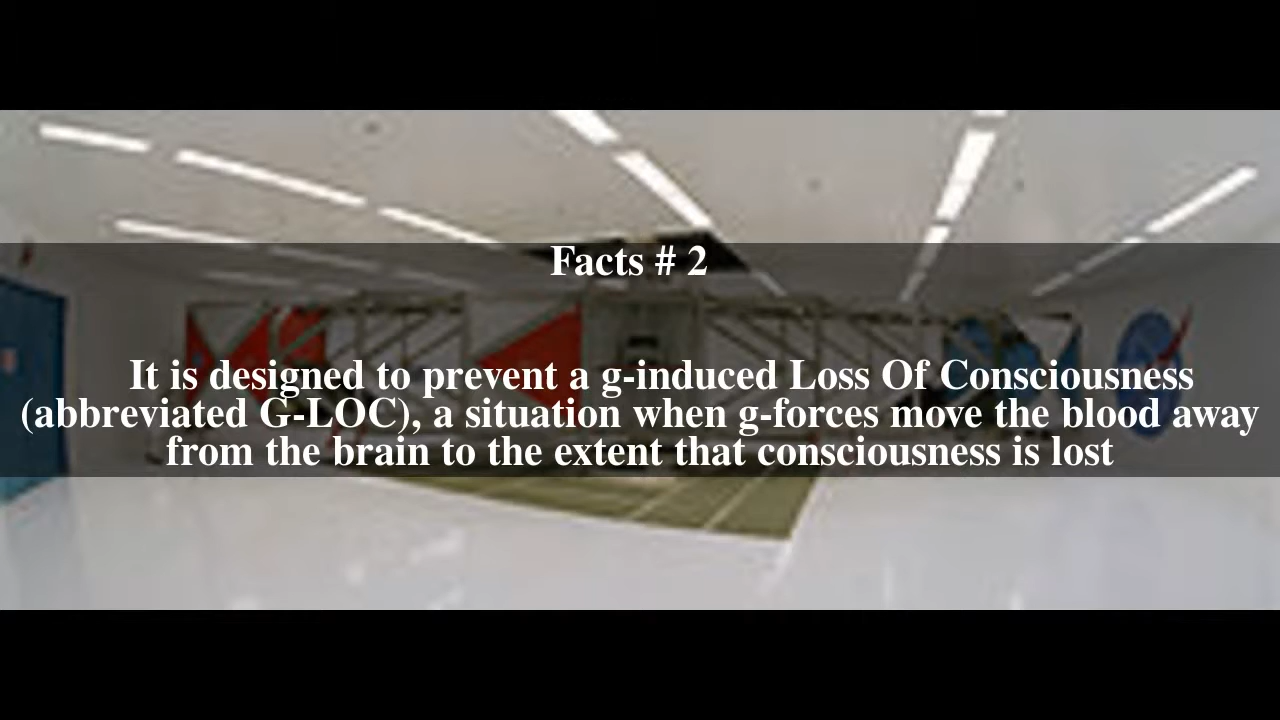 Facts # 2
It is designed to prevent a g-induced Loss Of Consciousness
(abbreviated G-LOC), a situation when g-forces move the blood away
from the brain to the extent that consciousness is lost